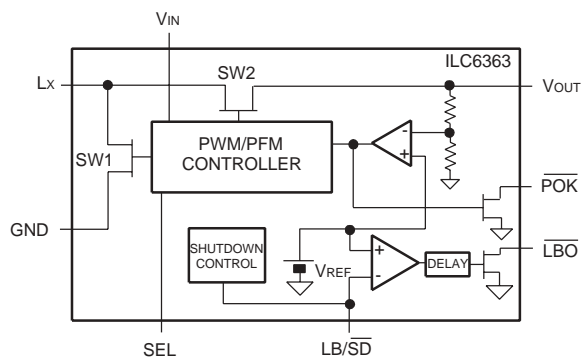 VIN
ILC6363
LX
SW2
VOUT
-
PWM/PFM
CONTROLLER
+
SW1
POK
GND
SHUTDOWN
CONTROL
VREF
+
-
DELAY
LBO
SEL
LB/SD